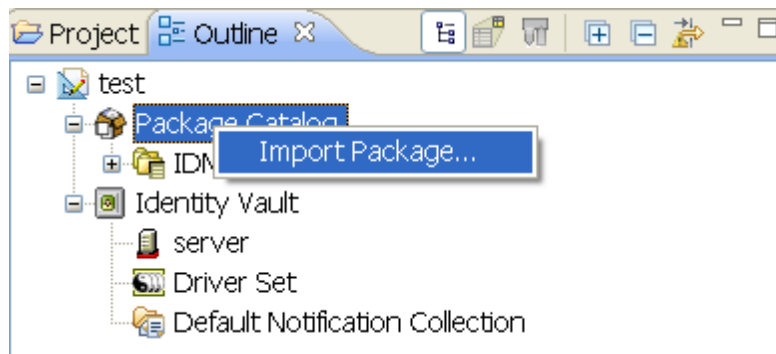 Project Outline
test
Package Catalog
Import Package...
IDM
Identity Vault
server
Driver Set
Default Notification Collection